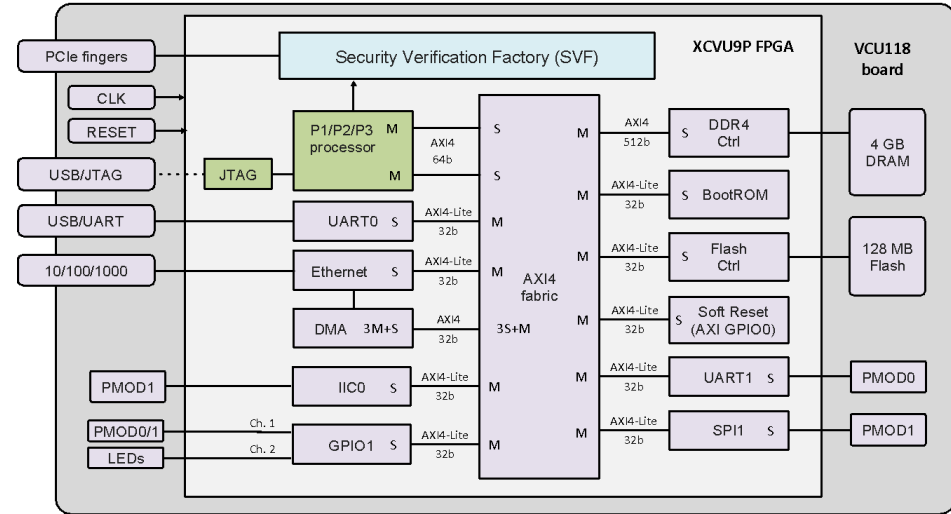 PCIe fingers
Security Verification Factory (SVF)
XCVU9P FPGA
VCU118
board
CLK
RESET
P1/P2/P3
processor
M
M
AXI4
64b
S
S
USB/JTAG
JTAG
USB/UART
UART0 S
AXI4-Lite
32b
M
10/100/1000
Ethernet S
AXI4-Lite
32b
M
DMA 3M+S
AXI4
32b
3S+M
PMOD1
IIC0 S
AXI4-Lite
32b
M
PMOD0/1
LEDs
Ch. 1
Ch. 2
GPIO1 S
AXI4-Lite
32b
M
AXI4
fabric
M
AXI4
512b
S DDR4
Ctrl
4 GB
DRAM
M
AXI4-Lite
32b
S BootROM
M
AXI4-Lite
32b
S Flash
Ctrl
128 MB
Flash
M
AXI4-Lite
32b
S Soft Reset
(AXI GPIO0)
M
AXI4-Lite
32b
UART1 S
PMOD0
M
AXI4-Lite
32b
SPI1 S
PMOD1